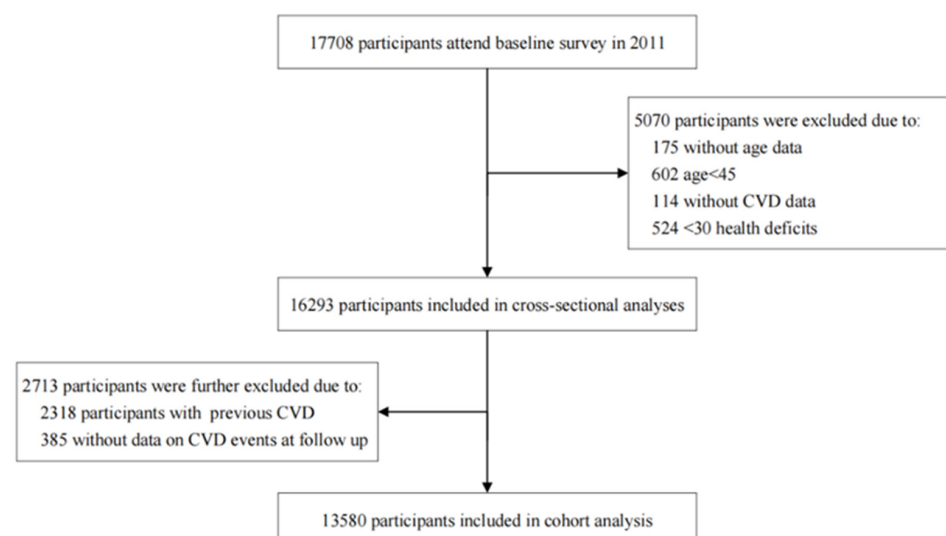 17708 participants attend baseline survey in 2011
5070 participants were excluded due to:
175 without age data
602 age<45
114 without CVD data
524 <30 health deficits
16293 participants included in cross-sectional analyses
2713 participants were further excluded due to:
2318 participants with previous CVD
385 without data on CVD events at follow up
13580 participants included in cohort analysis